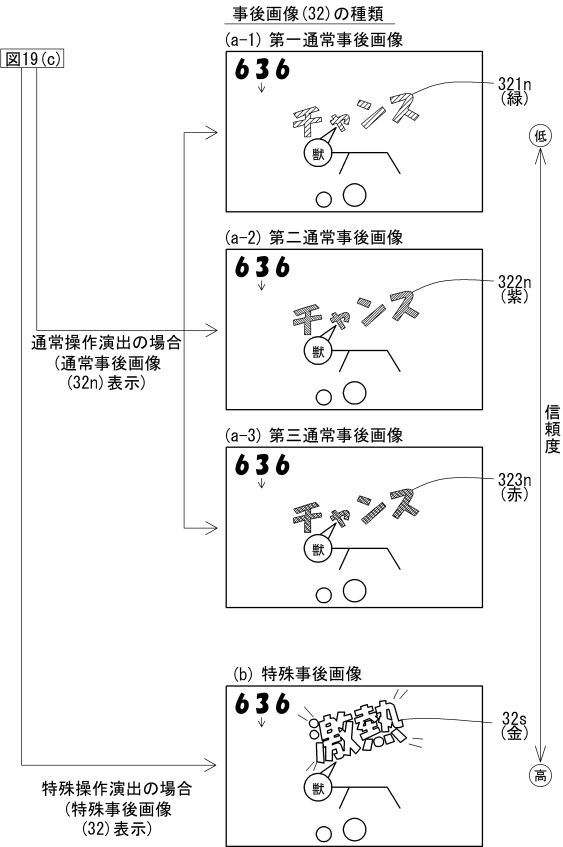 事後画像(32)の種類
図19(c)
(a-1) 第一通常事後画像
636
チャンス
獣
321n
(緑)
低
(a-2) 第二通常事後画像
636
チャンス
獣
322n
(紫)
通常操作演出の場合
(通常事後画像
(32n)表示)
信頼度
(a-3) 第三通常事後画像
636
チャンス
獣
323n
(赤)
(b) 特殊事後画像
636
激熱
獣
32s
(金)
高
特殊操作演出の場合
(特殊事後画像
(32)表示)